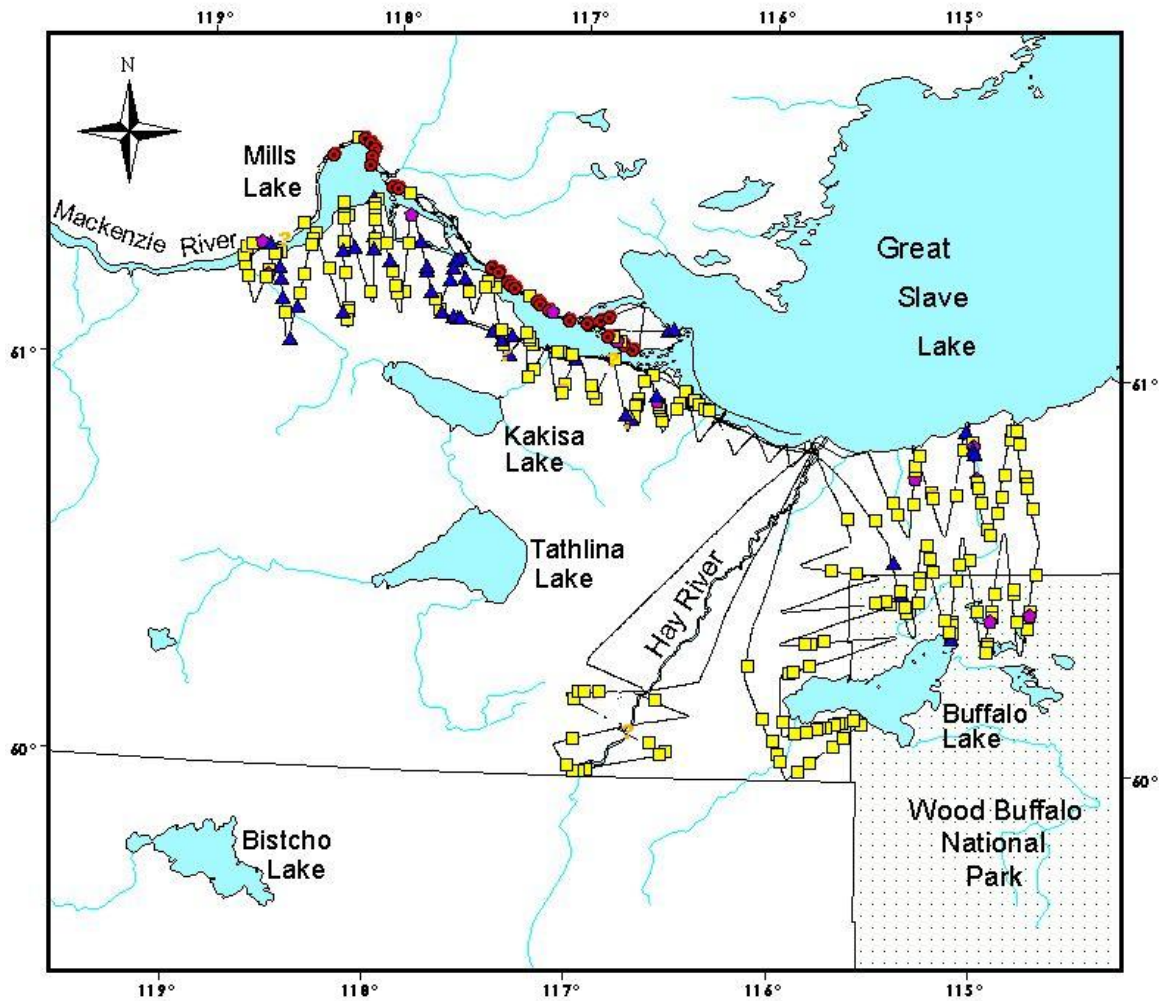 119° 118° 117° 116° 115°
N
Mills
Lake
Mackenzie River
?
Great
Slave
Lake
61°
61°
?
?
Kakisa
Lake
Tathlina
Lake
Hay River
?
Buffalo
Lake
60°
60°
Wood Buffalo
National
Park
Bistcho
Lake
119° 118° 117° 116° 115°